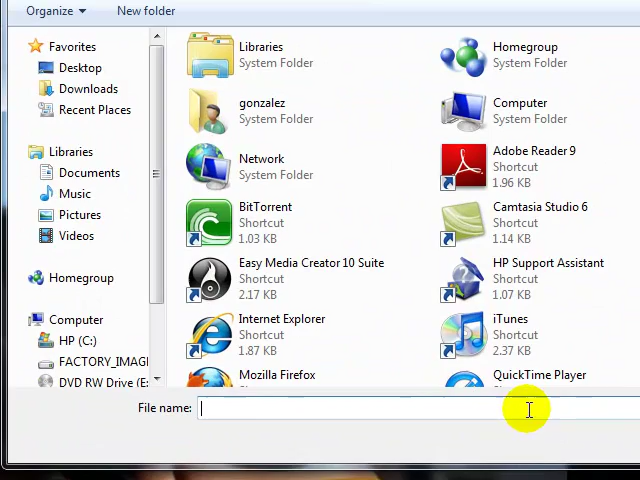 Organize
New folder
Favorites
Desktop
Downloads
Recent Places
Libraries
Documents
Music
Pictures
Videos
Homegroup
Computer
HP (C:)
FACTORY_IMAG
DVD RW Drive (E:
Libraries
System Folder
Homegroup
System Folder
gonzalez
System Folder
Computer
System Folder
Network
System Folder
Adobe Reader 9
Shortcut
1.96 KB
BitTorrent
Shortcut
1.03 KB
Camtasia Studio 6
Shortcut
1.14 KB
Easy Media Creator 10 Suite
Shortcut
2.17 KB
HP Support Assistant
Shortcut
1.07 KB
Internet Explorer
Shortcut
1.87 KB
iTunes
Shortcut
2.37 KB
Mozilla Firefox
QuickTime Player
File name: